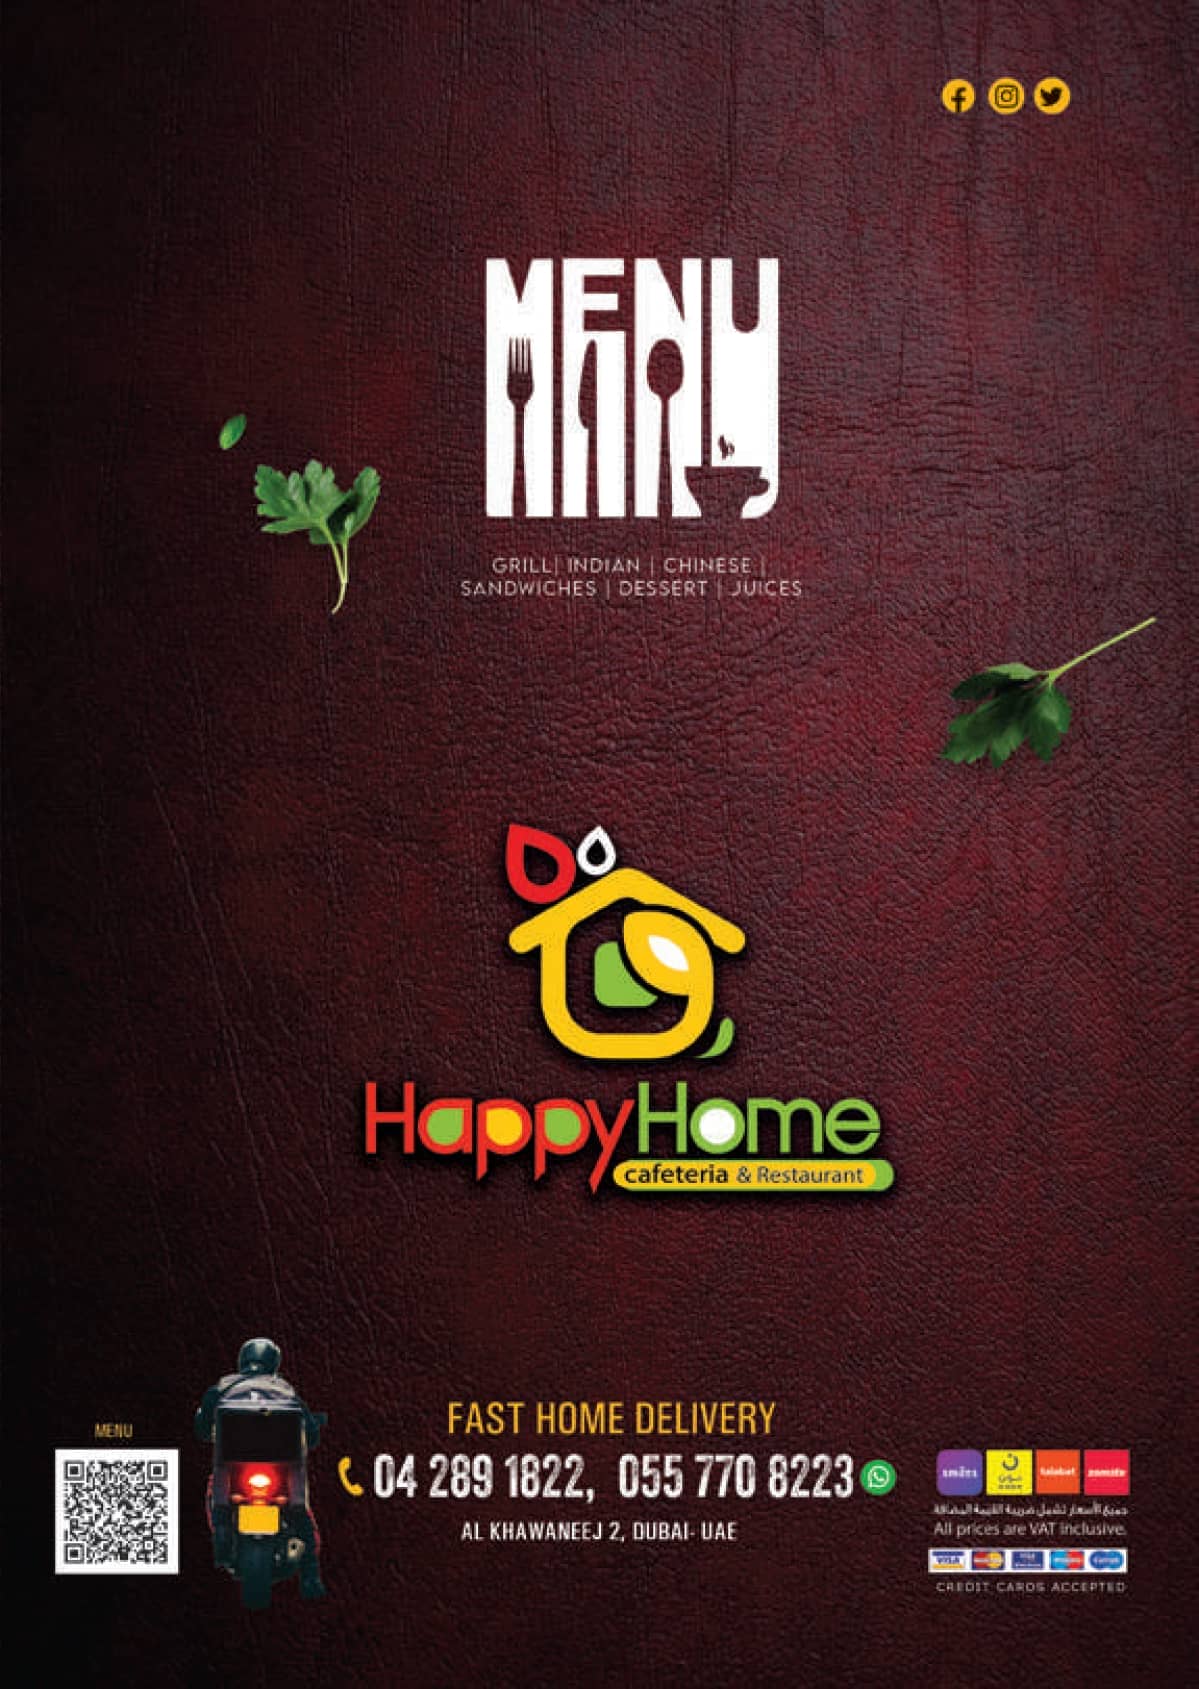 MENU
GRILL| INDIAN | CHINESE |
SANDWICHES | DESSERT | JUICES
HappyHome
cafeteria & Restaurant
FAST HOME DELIVERY
04 289 1822, 055 770 8223
AL KHAWANEEJ 2, DUBAI- UAE
MENU
smiles
noon
talabat
zomato
جميع الأسعار تشمل ضريبة القيمة المضافة
All prices are VAT inclusive.
VISA
CREDIT CARDS ACCEPTED